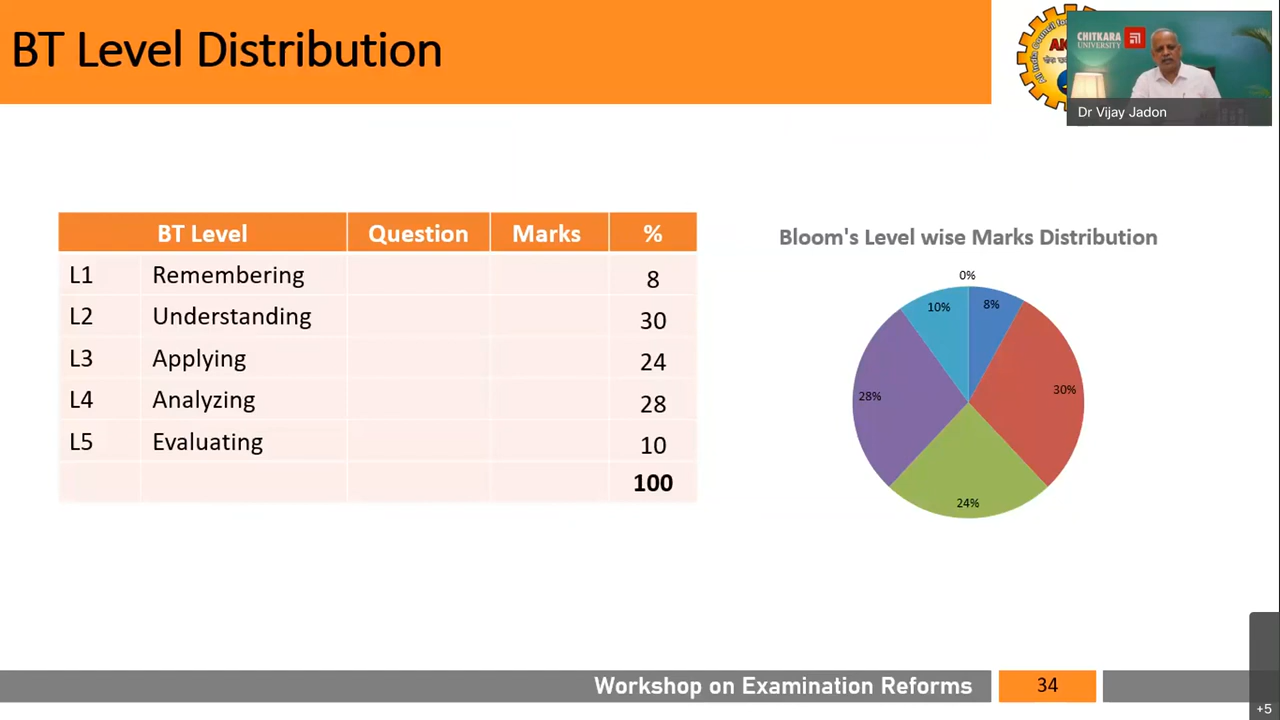 BT Level Distribution
CHITKARA
UNIVERSITY
Dr Vijay Jadon
BT Level Question Marks %
L1 Remembering 8
L2 Understanding 30
L3 Applying 24
L4 Analyzing 28
L5 Evaluating 10
100
Bloom's Level wise Marks Distribution
0%
10% 8%
28% 30%
24%
Workshop on Examination Reforms 34
+5